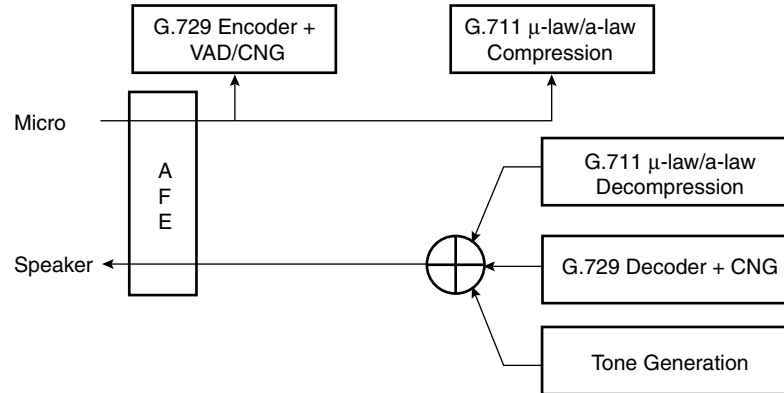 G.729 Encoder +
VAD/CNG
G.711 μ-law/a-law
Compression
Micro
A
F
E
G.711 μ-law/a-law
Decompression
Speaker
G.729 Decoder + CNG
Tone Generation